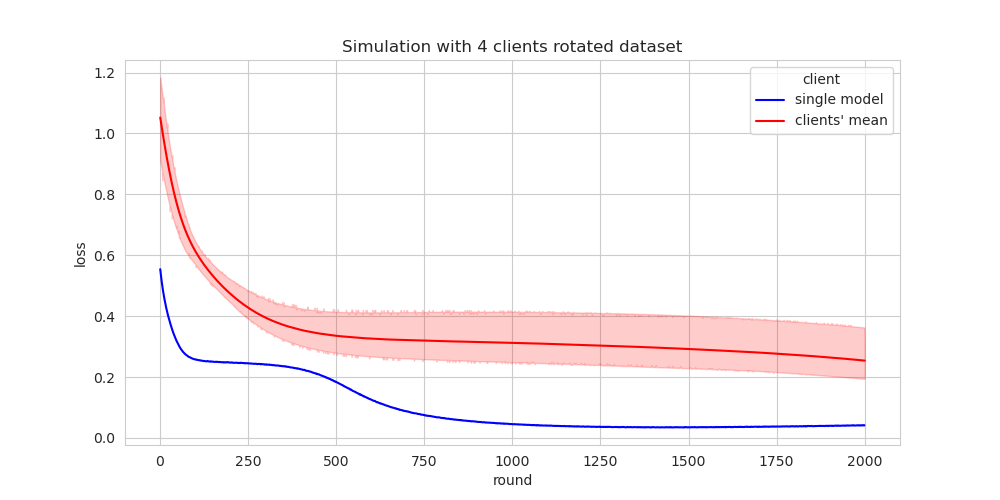 Simulation with 4 clients rotated dataset
client
single model
clients' mean
loss
1.2
1.0
0.8
0.6
0.4
0.2
0.0
0 250 500 750 1000 1250 1500 1750 2000
round